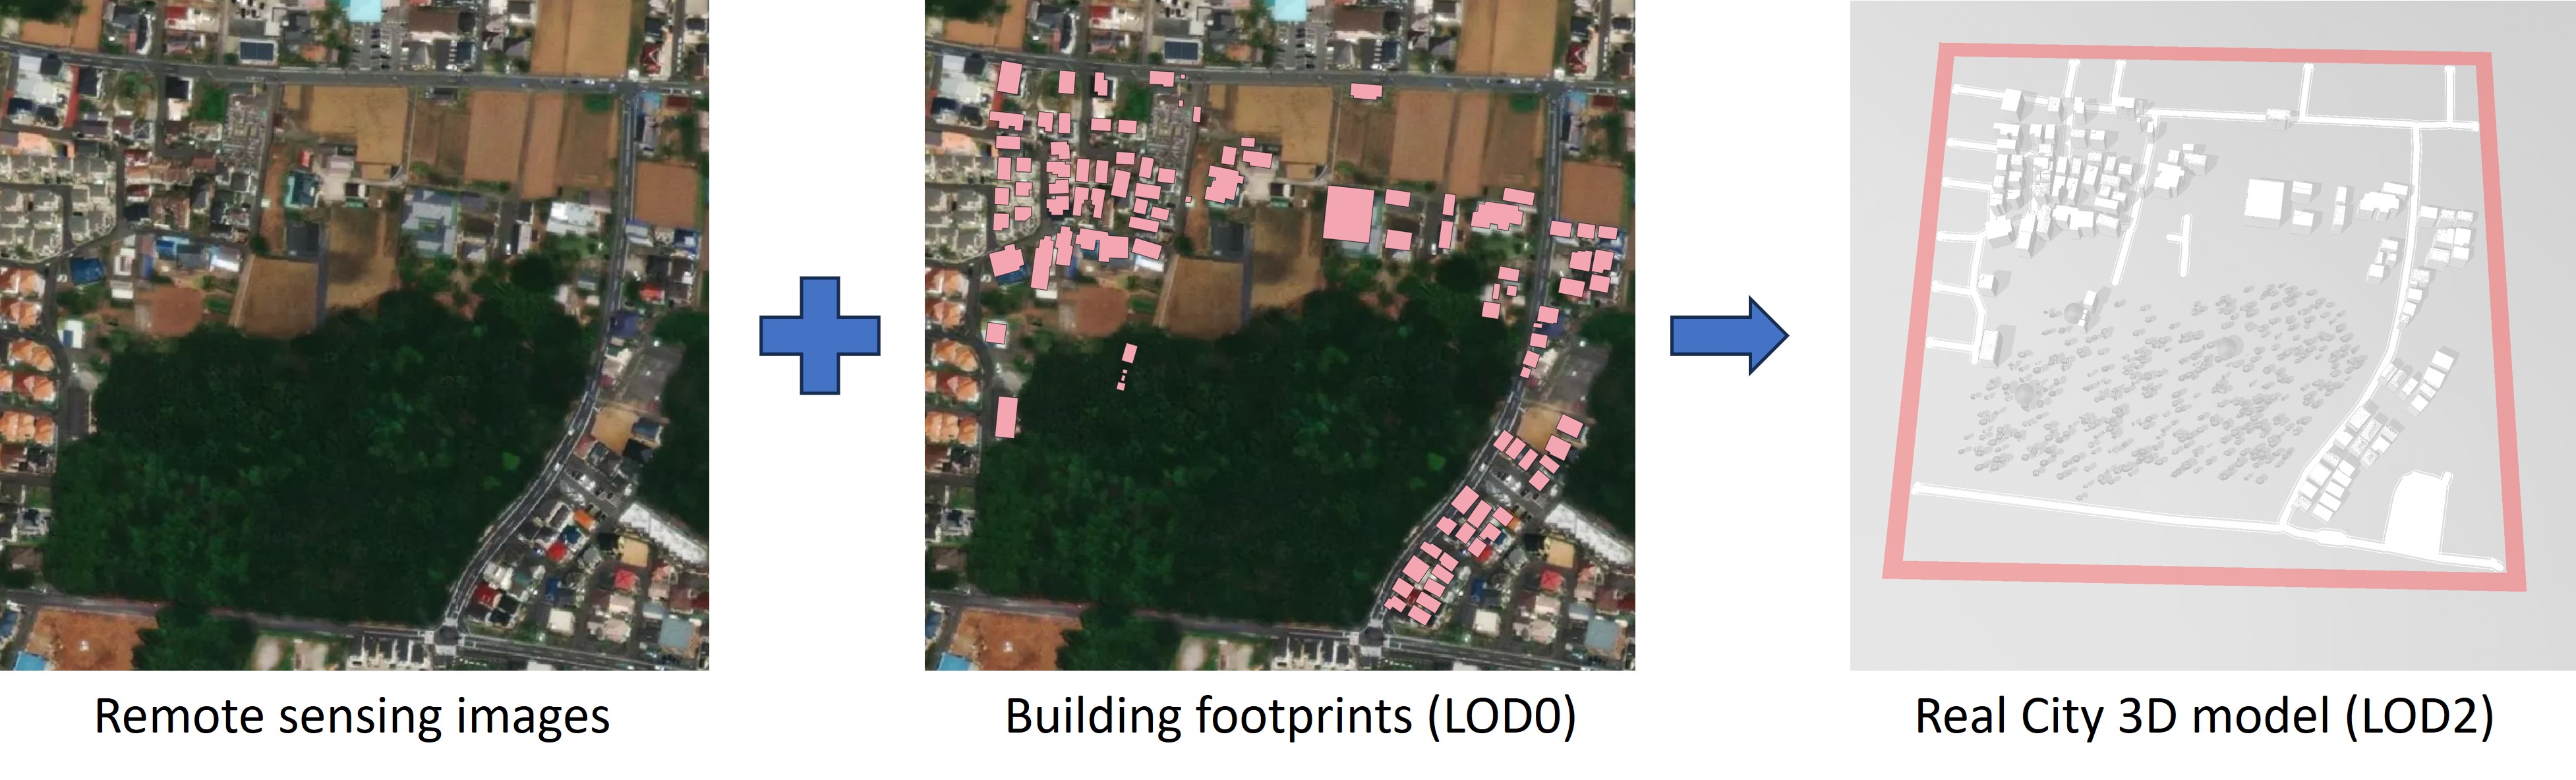 Remote sensing images
Building footprints (LOD0)
Real City 3D model (LOD2)